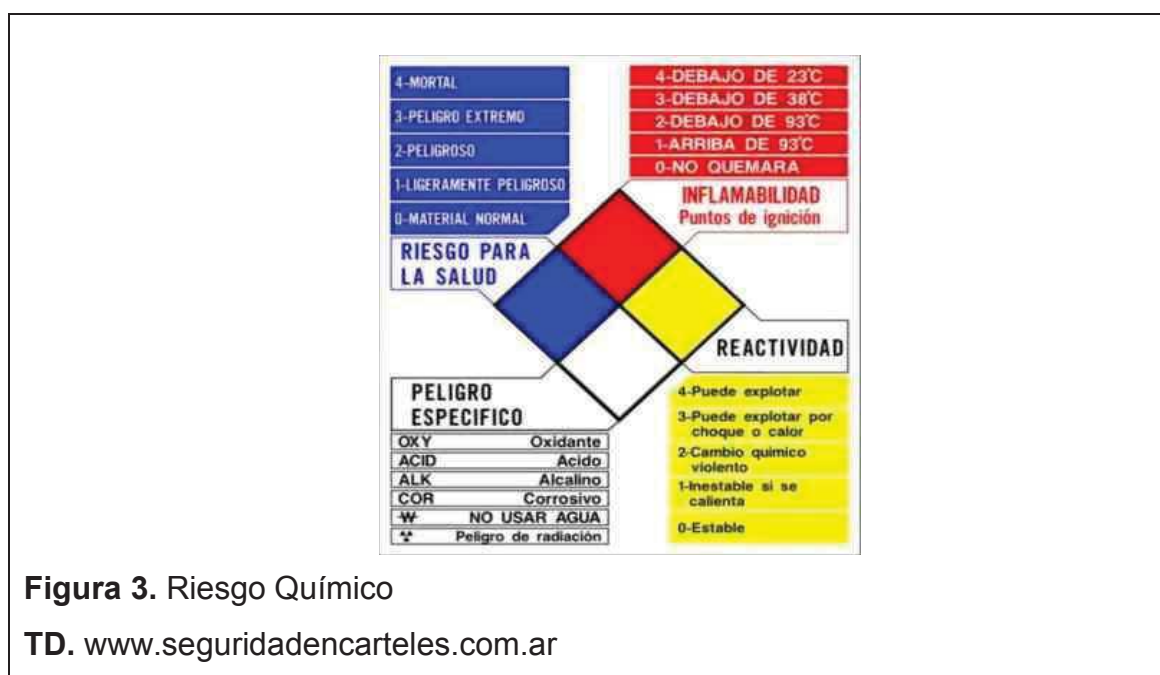 4-MORTAL
3-PELIGRO EXTREMO
2-PELIGROSO
1-LIGERAMENTE PELIGROSO
0-MATERIAL NORMAL
RIESGO PARA
LA SALUD
4-DEBAJO DE 23°C
3-DEBAJO DE 38°C
2-DEBAJO DE 93°C
1-ARRIBA DE 93°C
0-NO QUEMARA
INFLAMABILIDAD
Puntos de ignición
REACTIVIDAD
4-Puede explotar
3-Puede explotar por
choque o calor
2-Cambio quimico
violento
1-Inestable si se
calienta
0-Estable
PELIGRO
ESPECIFICO
OXY Oxidante
ACID Acido
ALK Alcalino
COR Corrosivo
W NO USAR AGUA
Peligro de radiación
Figura 3. Riesgo Químico
TD. www.seguridadencarteles.com.ar